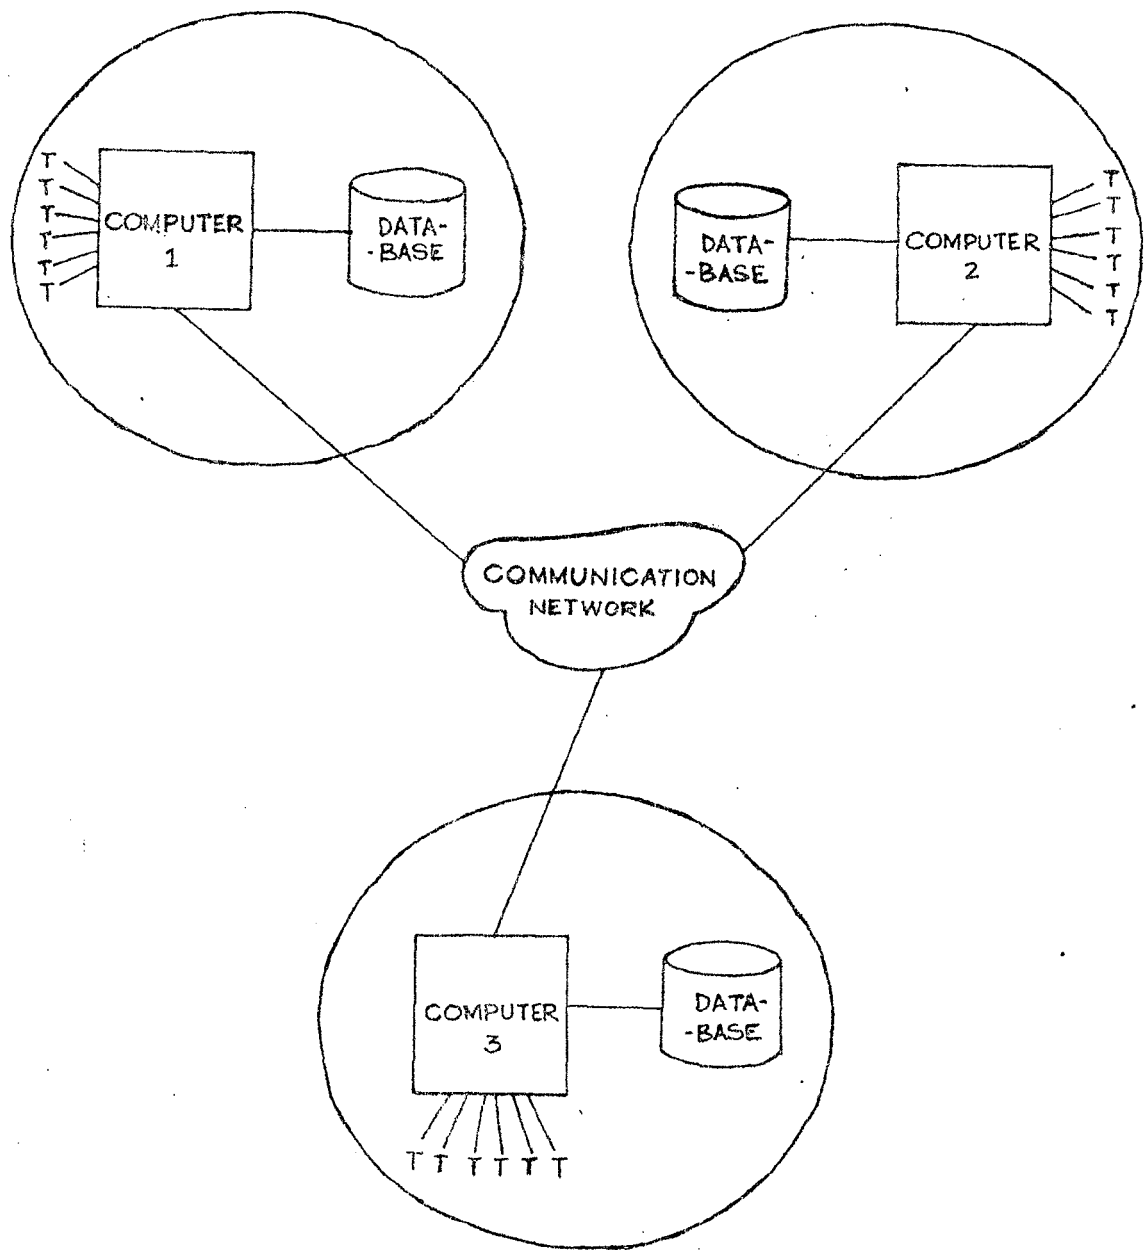 T
T
T
T
T
T
COMPUTER
1
DATA-
-BASE
DATA-
-BASE
COMPUTER
2
T
T
T
T
T
T
COMMUNICATION
NETWORK
COMPUTER
3
DATA-
-BASE
T T T T T T